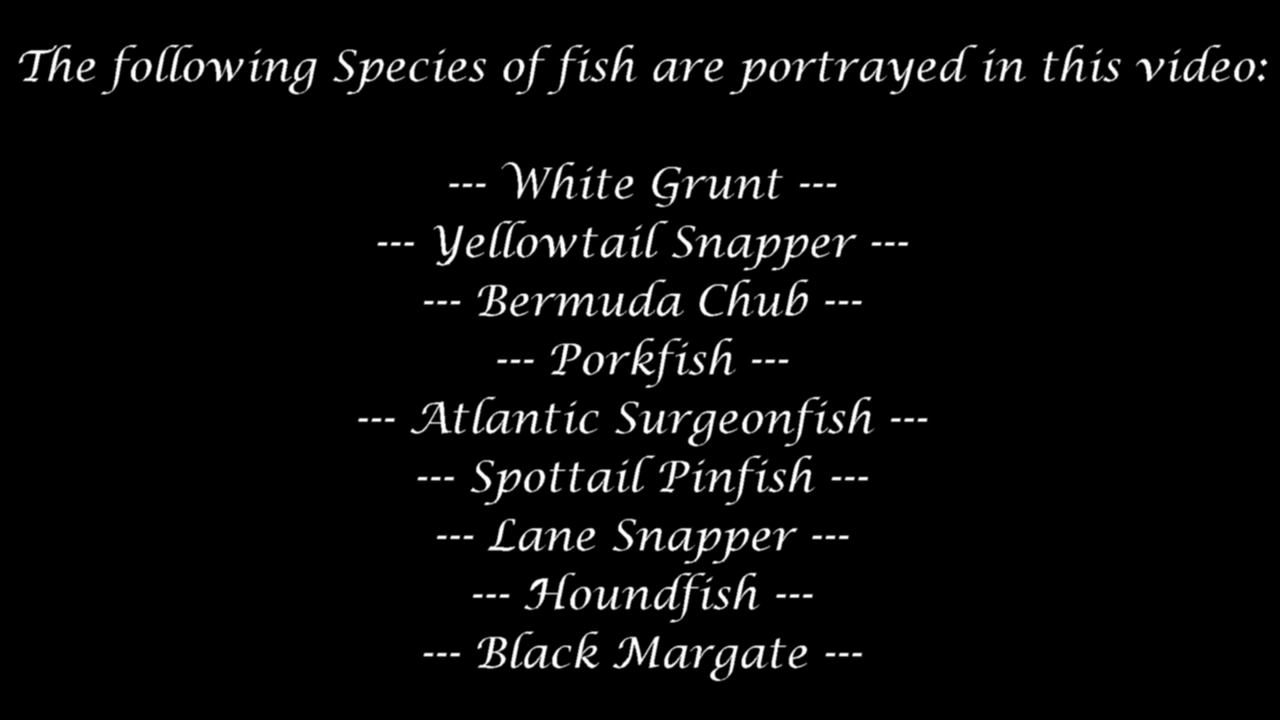 The following Species of fish are portrayed in this video:
--- White Grunt ---
--- Yellowtail Snapper ---
--- Bermuda Chub ---
--- Porkfish ---
--- Atlantic Surgeonfish ---
--- Spottail Pinfish ---
--- Lane Snapper ---
--- Houndfish ---
--- Black Margate ---